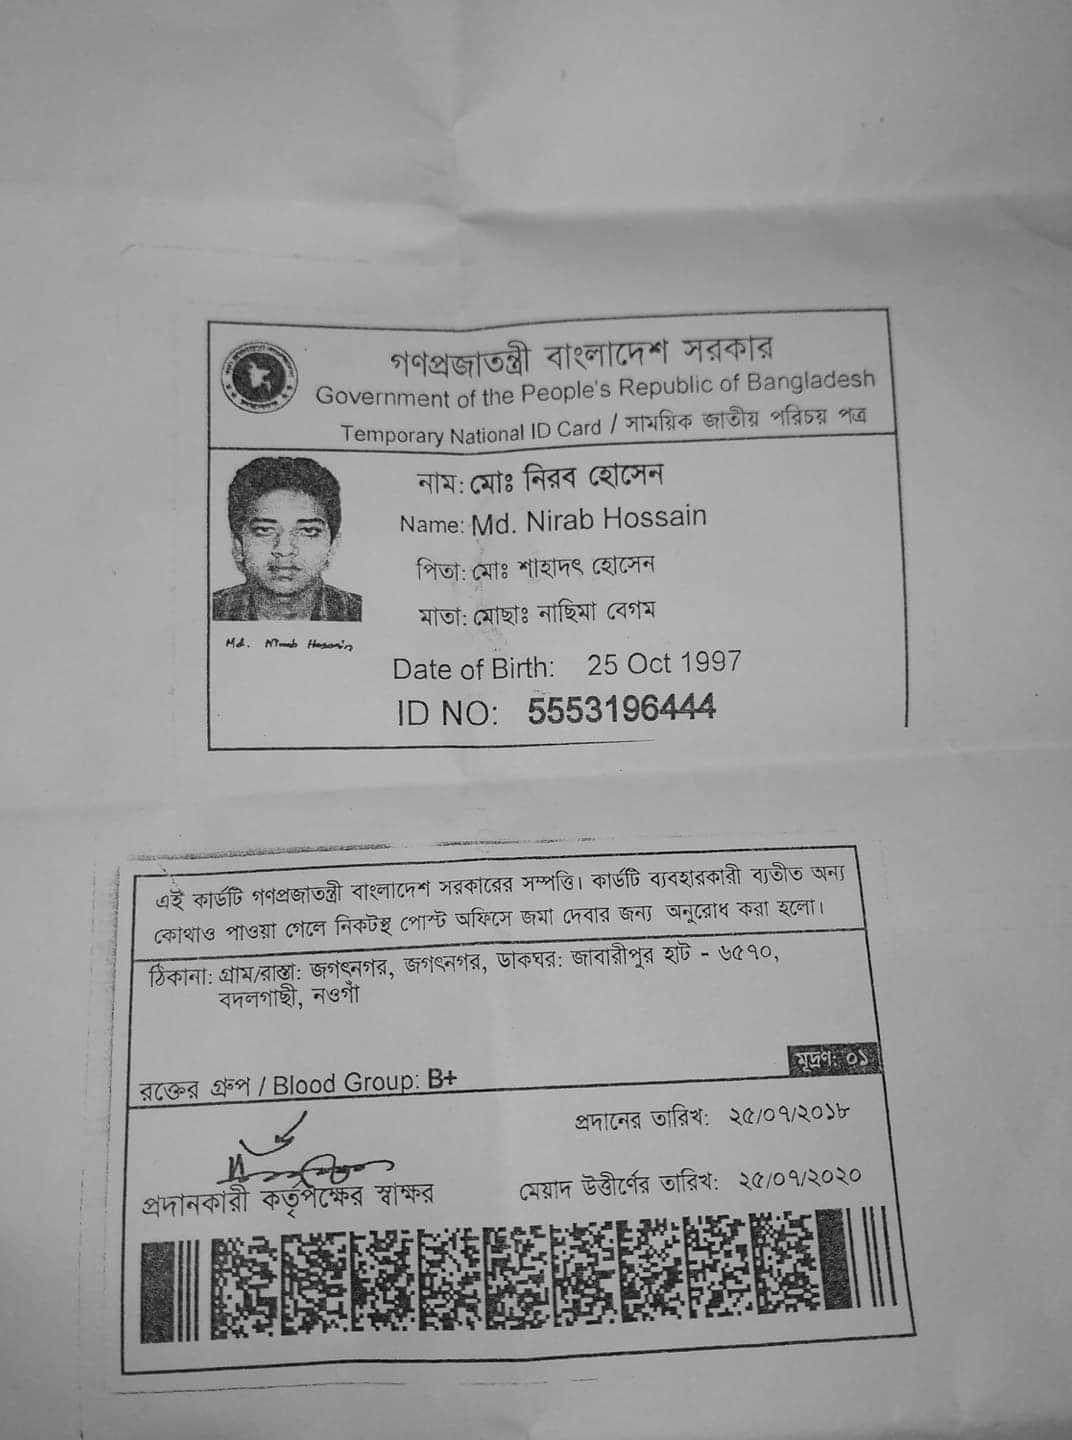 গণপ্রজাতন্ত্রী বাংলাদেশ সরকার
Government of the People's Republic of Bangladesh
Temporary National ID Card / সাময়িক জাতীয় পরিচয় পত্র
নাম: মোঃ নিরব হোসেন
Name: Md. Nirab Hossain
পিতা: মোঃ শাহাদৎ হোসেন
মাতা: মোছাঃ নাছিমা বেগম
Md. Nirab Hossain
Date of Birth: 25 Oct 1997
ID NO: 5553196444
এই কার্ডটি গণপ্রজাতন্ত্রী বাংলাদেশ সরকারের সম্পত্তি। কার্ডটি ব্যবহারকারী ব্যতীত অন্য
কোথাও পাওয়া গেলে নিকটস্থ পোস্ট অফিসে জমা দেবার জন্য অনুরোধ করা হলো।
ঠিকানা: গ্রাম/রাস্তা: জগৎনগর, জগৎনগর, ডাকঘর: জাবারীপুর হাট - ৬৫৭০,
বদলগাছী, নওগাঁ
রক্তের গ্রুপ / Blood Group: B+
মূদ্রণ: ০১
প্রদানের তারিখ: ২৫/০৭/২০১৮
প্রদানকারী কর্তৃপক্ষের স্বাক্ষর
মেয়াদ উত্তীর্ণের তারিখ: ২৫/০৭/২০২০